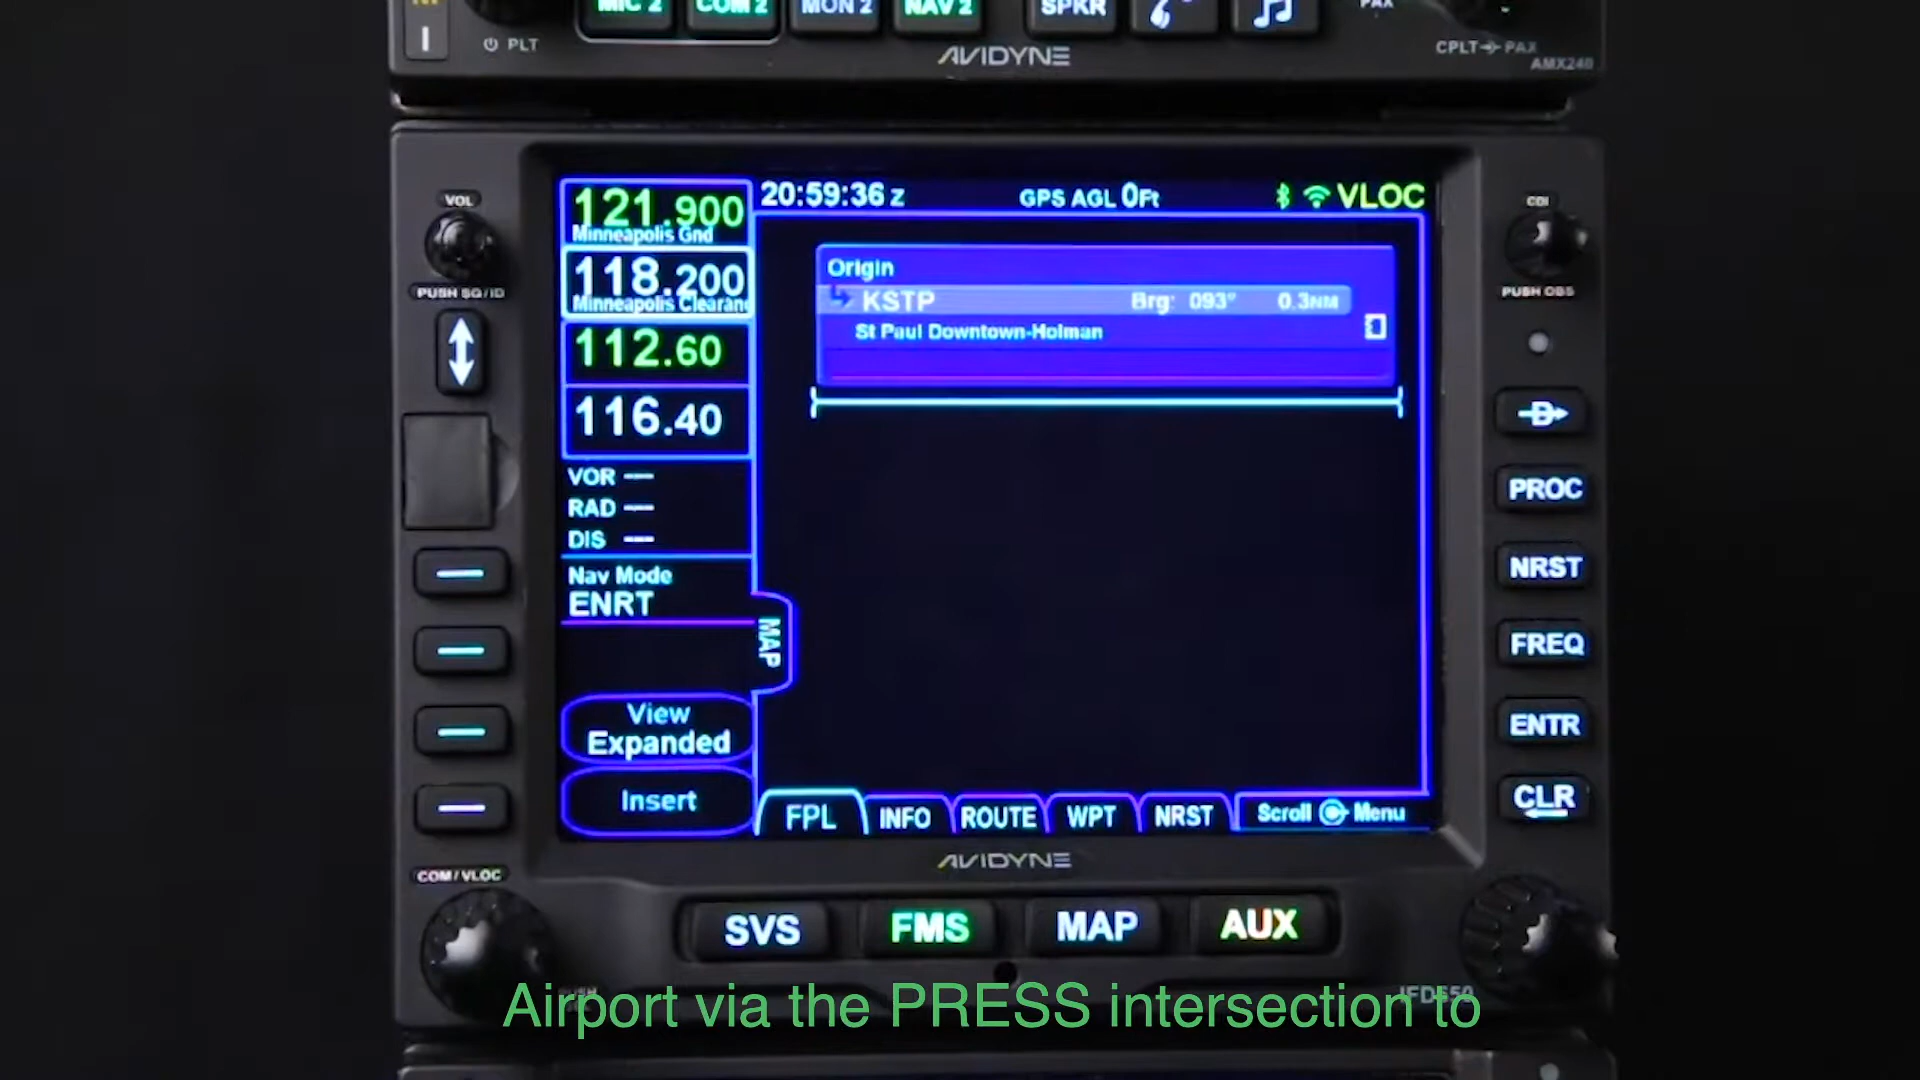 MIC 2 COM 2 MON 2 NAV 2 SPKR PAX
PLT
AVIDYNE
CPLT PAX
AMX240
VOL
PUSH SQ/ID
121.900
Minneapolis Gnd
118.200
Minneapolis Clearanc
112.60
116.40
VOR ---
RAD ---
DIS ---
Nav Mode
ENRT
View
Expanded
Insert
20:59:36 Z GPS AGL 0Ft VLOC
Origin
KSTP Brg: 093° 0.3NM
St Paul Downtown-Holman
MAP
FPL INFO ROUTE WPT NRST Scroll Menu
CDI
PUSH OBS
D
PROC
NRST
FREQ
ENTR
CLR
COM/VLOC
AVIDYNE
SVS FMS MAP AUX
PUSH
IFD550
Airport via the PRESS intersection to